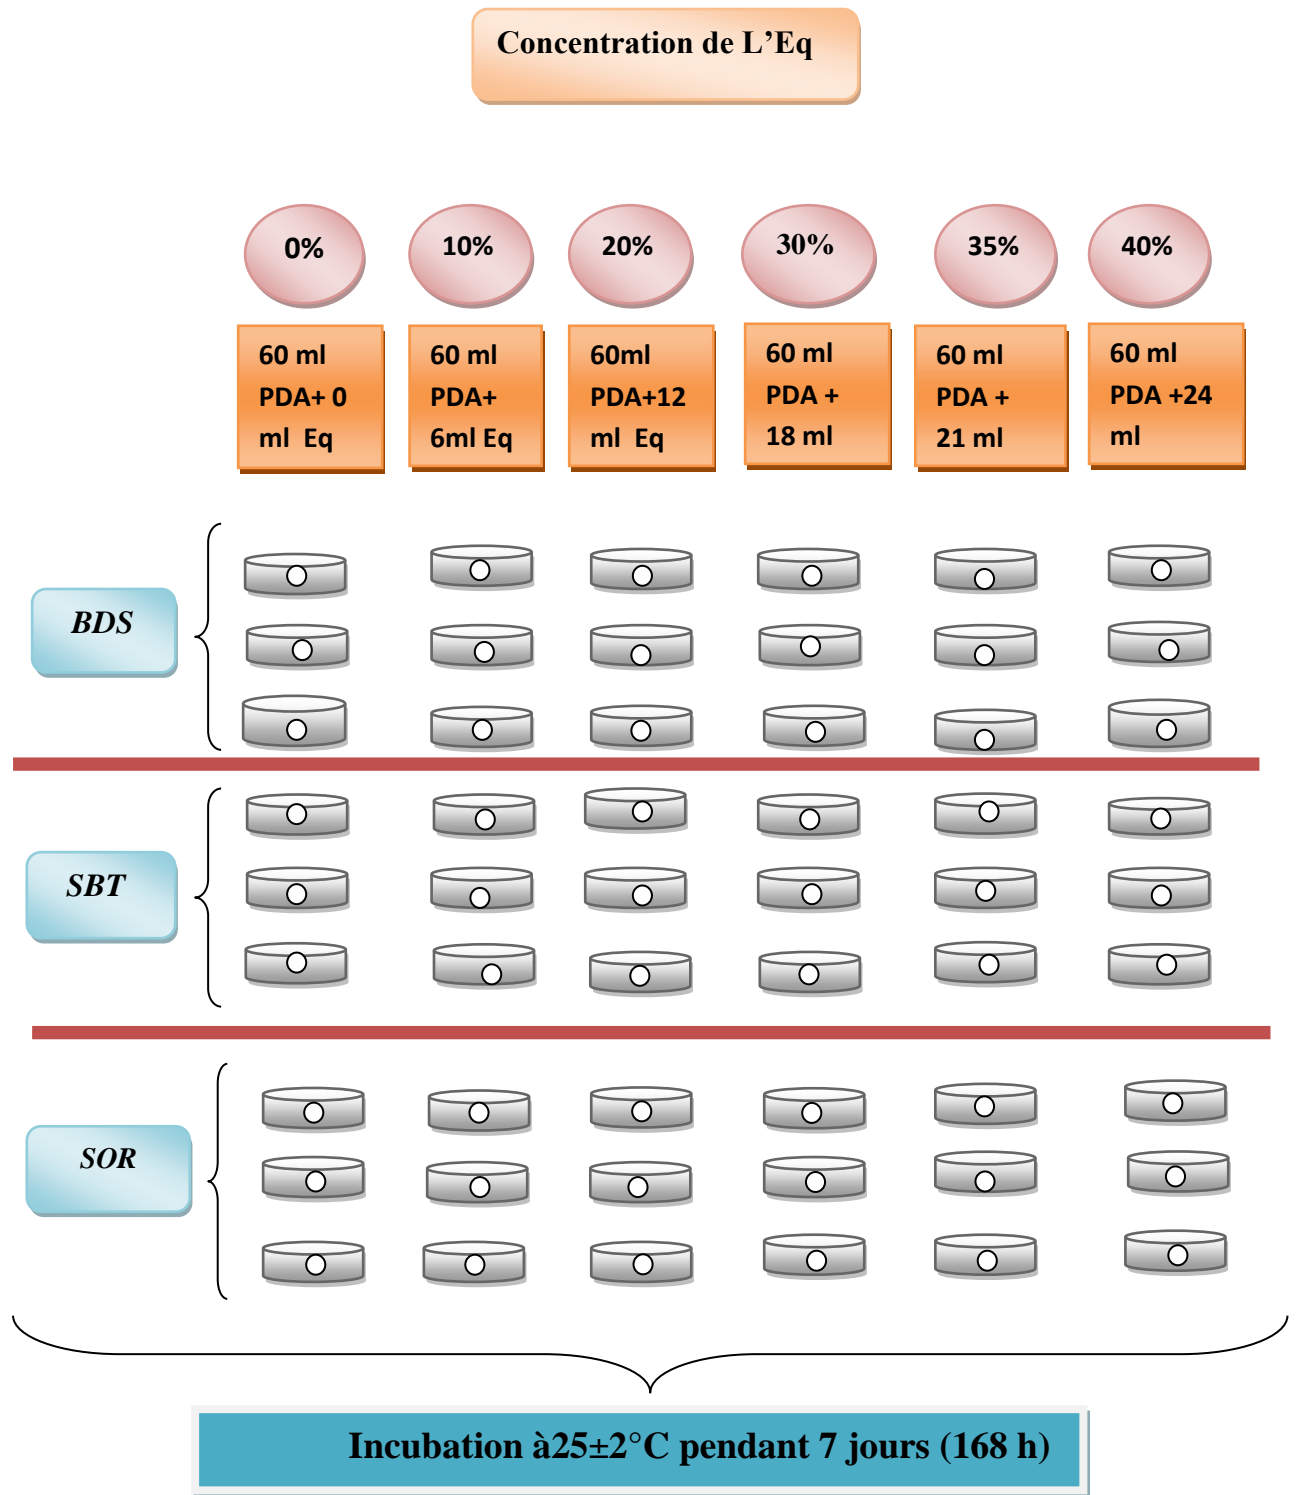 Concentration de L’Eq
0%
10%
20%
30%
35%
40%
60 ml
PDA+ 0
ml Eq
60 ml
PDA+
6ml Eq
60ml
PDA+12
ml Eq
60 ml
PDA +
18 ml
60 ml
PDA +
21 ml
60 ml
PDA +24
ml
BDS
SBT
SOR
Incubation à25±2°C pendant 7 jours (168 h)